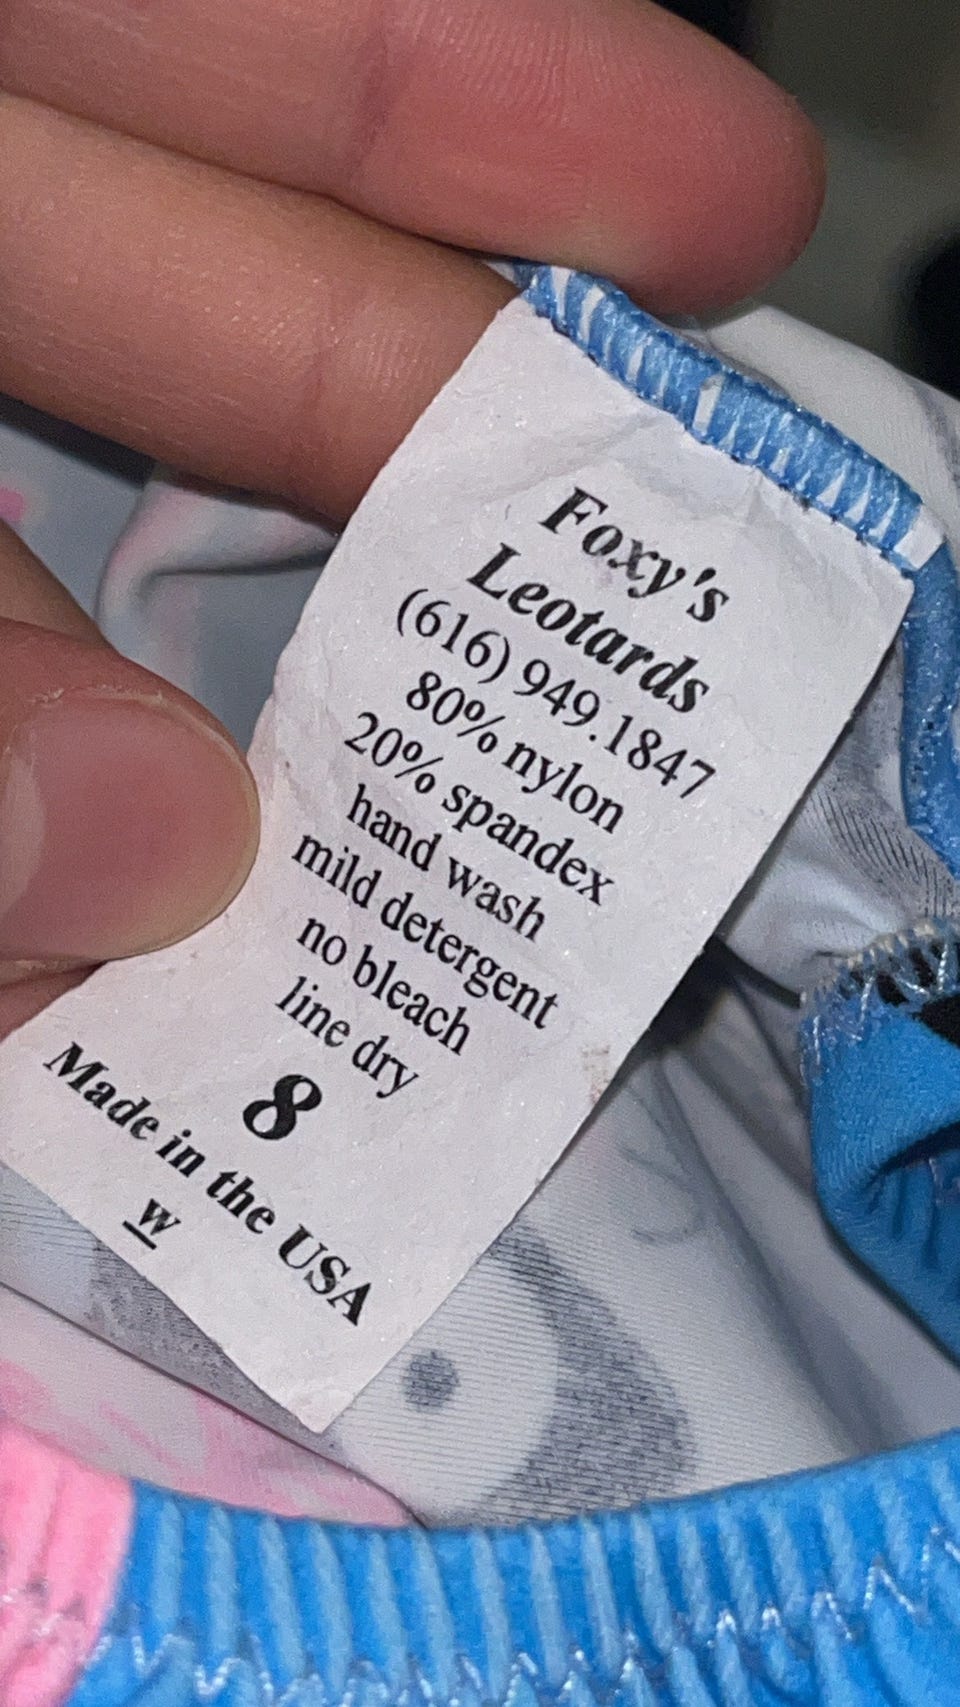 Foxy's
Leotards
(616) 949.1847
80% nylon
20% spandex
hand wash
mild detergent
no bleach
line dry
8
Made in the USA
w